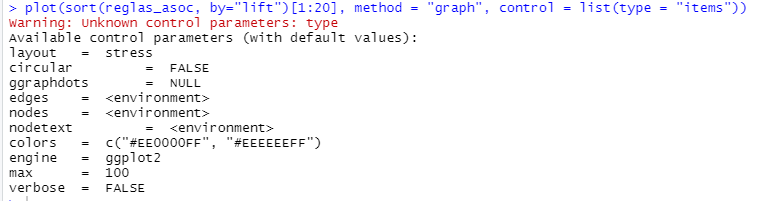 > plot(sort(reglas_asoc, by="lift")[1:20], method = "graph", control = list(type = "items"))
Warning: Unknown control parameters: type
Available control parameters (with default values):
layout = stress
circular = FALSE
ggraphdots = NULL
edges = <environment>
nodes = <environment>
nodetext = <environment>
colors = c("#EE0000FF", "#EEEEEEFF")
engine = ggplot2
max = 100
verbose = FALSE